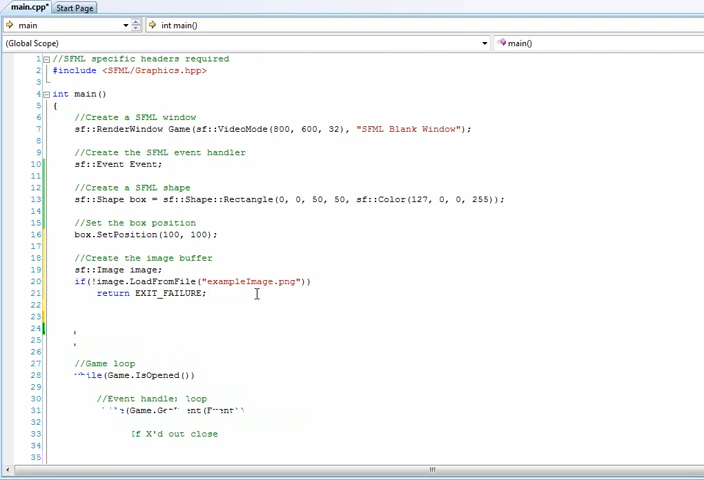 main.cpp*
Start Page
main
int main()
(Global Scope)
main()
1 //SFML specific headers required
2 #include <SFML/Graphics.hpp>
3
4 int main()
5 {
6 //Create a SFML window
7 sf::RenderWindow Game(sf::VideoMode(800, 600, 32), "SFML Blank Window");
8
9 //Create the SFML event handler
10 sf::Event Event;
11
12 //Create a SFML shape
13 sf::Shape box = sf::Shape::Rectangle(0, 0, 50, 50, sf::Color(127, 0, 0, 255));
14
15 //Set the box position
16 box.SetPosition(100, 100);
17
18 //Create the image buffer
19 sf::Image image;
20 if(!image.LoadFromFile("exampleImage.png"))
21 return EXIT_FAILURE;
22
23
24
25
26
27 //Game loop
28 while(Game.IsOpened())
29
30 //Event handler loop
31 (Game.GetEvent(Event))
32
33 If X'd out close
34
35